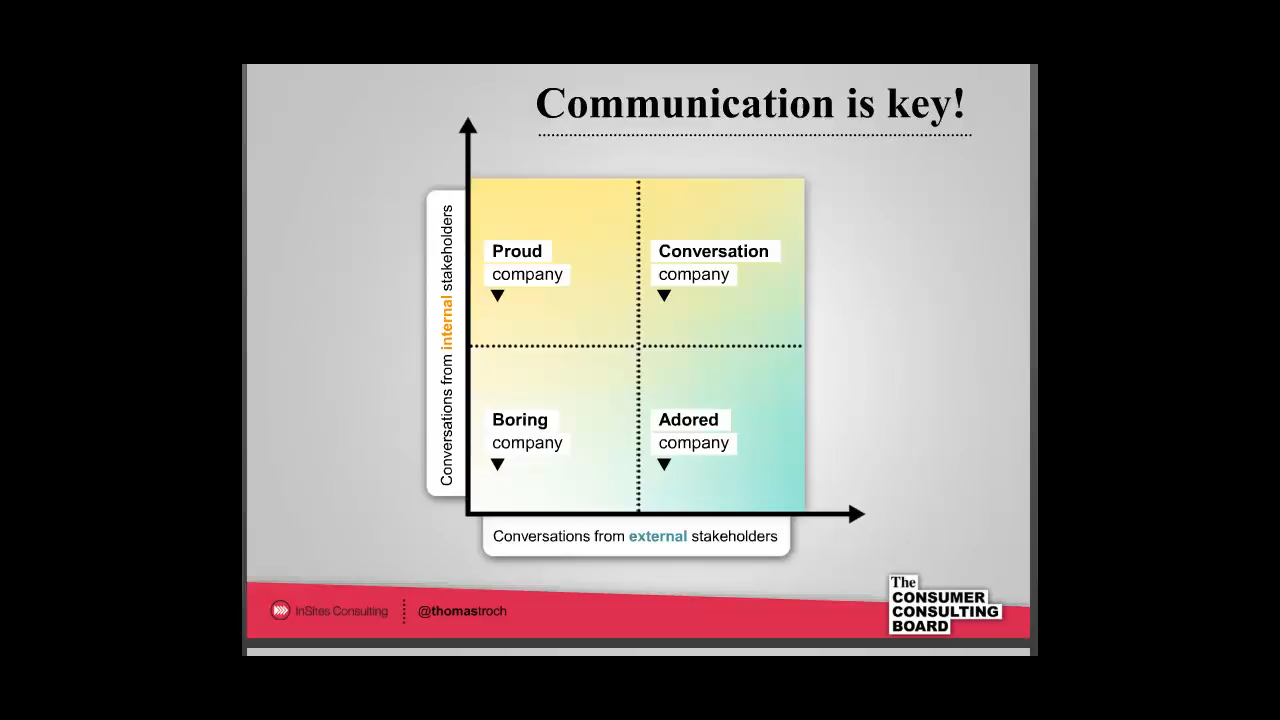 Communication is key!
Conversations from internal stakeholders
Proud
company
Conversation
company
Boring
company
Adored
company
Conversations from external stakeholders
InSites Consulting
@thomastroch
The
CONSUMER
CONSULTING
BOARD